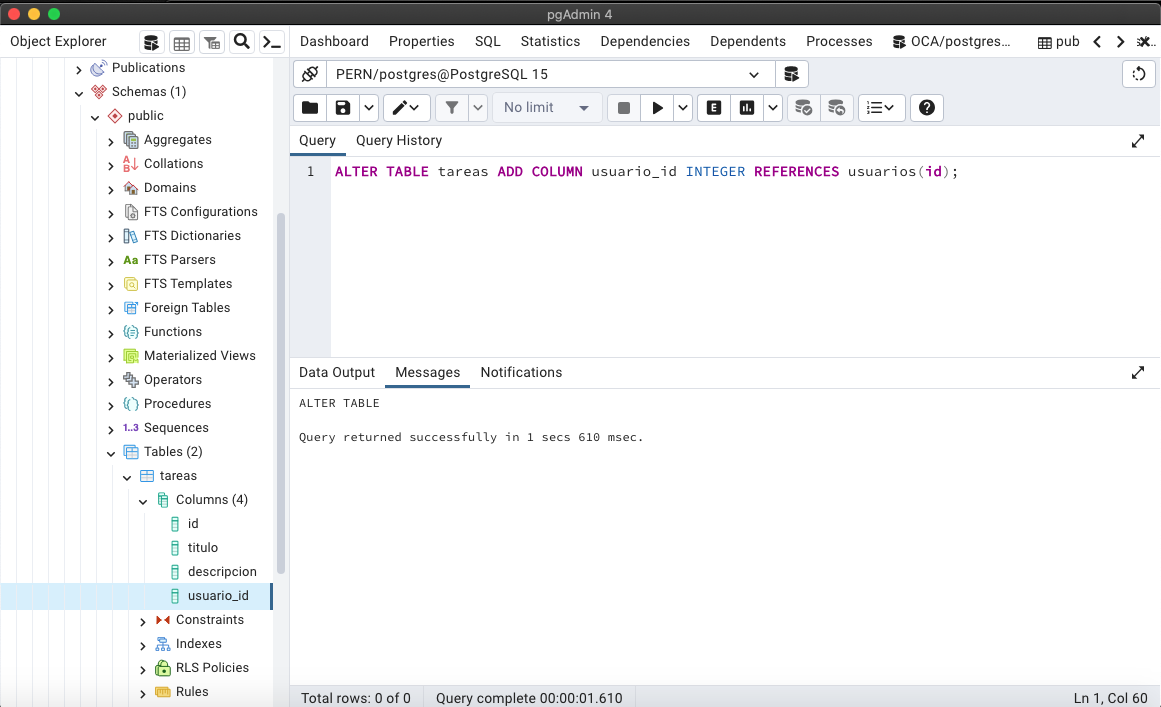 pgAdmin 4
Object Explorer
Dashboard Properties SQL Statistics Dependencies Dependents Processes OCA/postgres... pub
Publications
Schemas (1)
public
Aggregates
Collations
Domains
FTS Configurations
FTS Dictionaries
Aa FTS Parsers
FTS Templates
Foreign Tables
Functions
Materialized Views
Operators
Procedures
1..3 Sequences
Tables (2)
tareas
Columns (4)
id
titulo
descripcion
usuario_id
Constraints
Indexes
RLS Policies
Rules
PERN/postgres@PostgreSQL 15
No limit
E
Query Query History
1 ALTER TABLE tareas ADD COLUMN usuario_id INTEGER REFERENCES usuarios(id);
Data Output Messages Notifications
ALTER TABLE
Query returned successfully in 1 secs 610 msec.
Total rows: 0 of 0 Query complete 00:00:01.610 Ln 1, Col 60